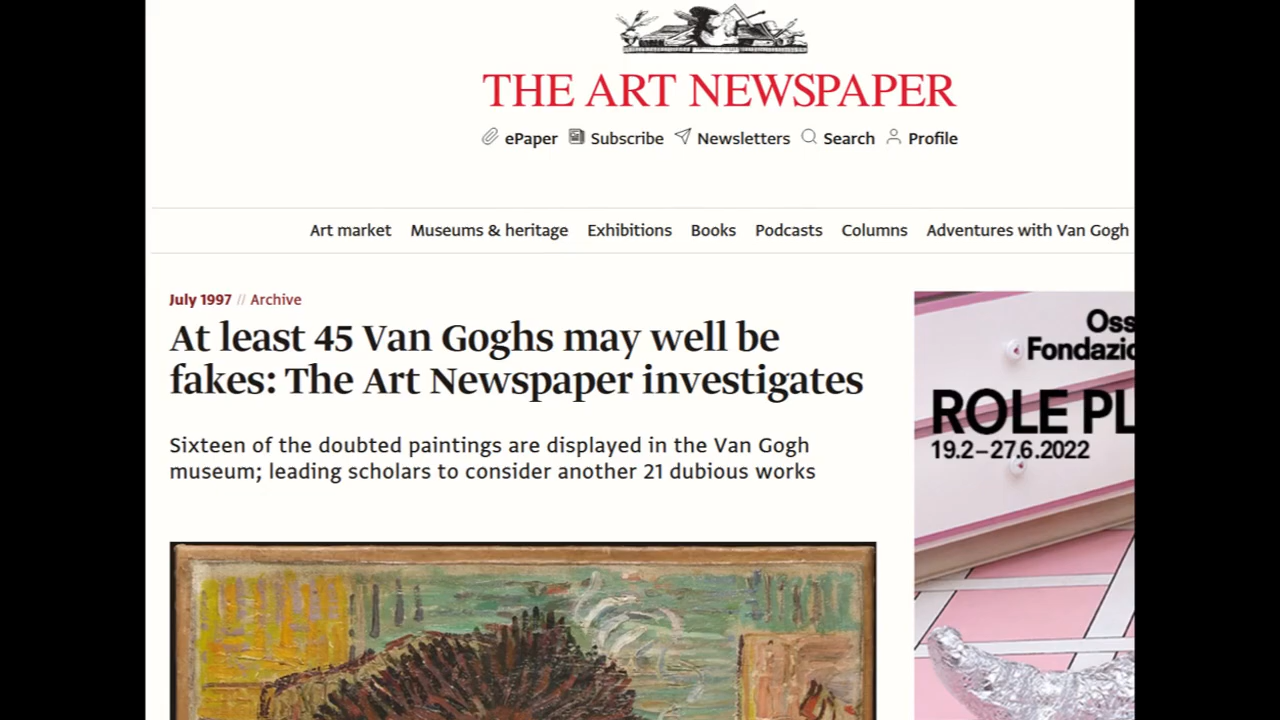 THE ART NEWSPAPER
ePaper Subscribe Newsletters Search Profile
Art market Museums & heritage Exhibitions Books Podcasts Columns Adventures with Van Gogh
July 1997 // Archive
At least 45 Van Goghs may well be
fakes: The Art Newspaper investigates
Sixteen of the doubted paintings are displayed in the Van Gogh
museum; leading scholars to consider another 21 dubious works
Oss
Fondazio
ROLE PL
19.2–27.6.2022